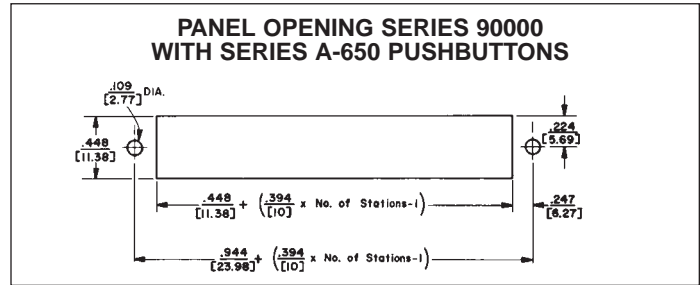 PANEL OPENING SERIES 90000
WITH SERIES A-650 PUSHBUTTONS
.109
[2.77] DIA.
.448
[11.38]
.224
[5.69]
.448
[11.38] + (.394
[10] x No. of Stations-1)
.247
[6.27]
.944
[23.98] + (.394
[10] x No. of Stations-1)